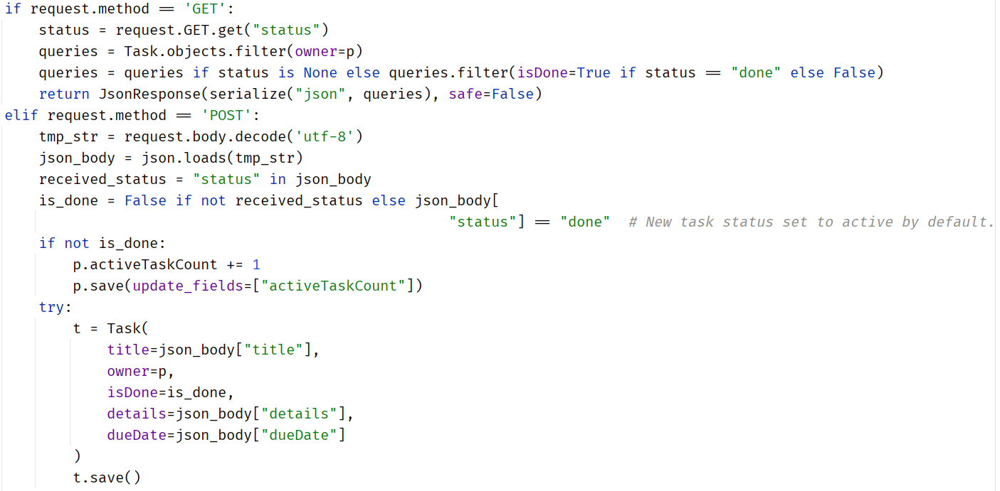 if request.method == 'GET':
    status = request.GET.get("status")
    queries = Task.objects.filter(owner=p)
    queries = queries if status is None else queries.filter(isDone=True if status == "done" else False)
    return JsonResponse(serialize("json", queries), safe=False)
elif request.method == 'POST':
    tmp_str = request.body.decode('utf-8')
    json_body = json.loads(tmp_str)
    received_status = "status" in json_body
    is_done = False if not received_status else json_body[
                                                "status"] == "done"  # New task status set to active by default.
    if not is_done:
        p.activeTaskCount += 1
        p.save(update_fields=["activeTaskCount"])
    try:
        t = Task(
            title=json_body["title"],
            owner=p,
            isDone=is_done,
            details=json_body["details"],
            dueDate=json_body["dueDate"]
        )
        t.save()